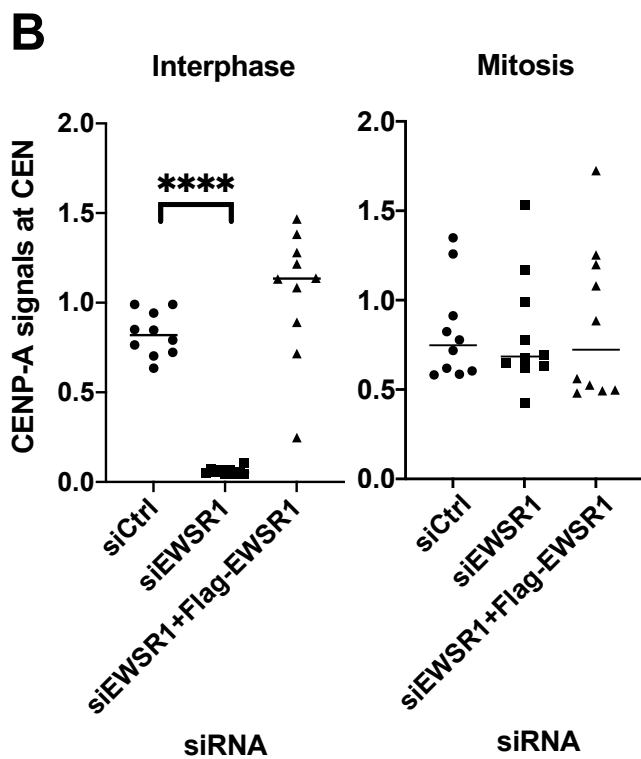 B
Interphase
Mitosis
CENP-A signals at CEN
2.0
1.5
1.0
0.5
0.0
****
siCtrl
siEWSR1
siEWSR1+Flag-EWSR1
siRNA
2.0
1.5
1.0
0.5
0.0
siCtrl
siEWSR1
siEWSR1+Flag-EWSR1
siRNA